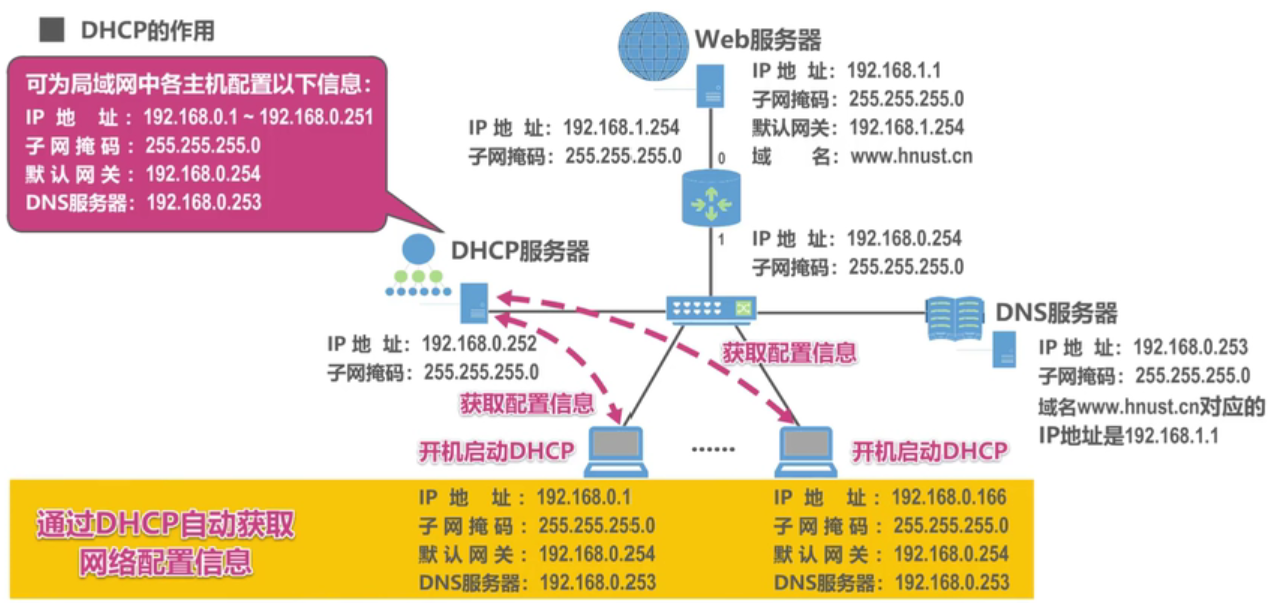 DHCP的作用
可为局域网中各主机配置以下信息：
IP 地 址：192.168.0.1 ~ 192.168.0.251
子网掩码：255.255.255.0
默认网关：192.168.0.254
DNS服务器：192.168.0.253
Web服务器
IP 地 址：192.168.1.1
子网掩码：255.255.255.0
默认网关：192.168.1.254
域 名：www.hnust.cn
IP 地 址：192.168.1.254
子网掩码：255.255.255.0
0
1
IP 地 址：192.168.0.254
子网掩码：255.255.255.0
DHCP服务器
IP 地 址：192.168.0.252
子网掩码：255.255.255.0
DNS服务器
IP 地 址：192.168.0.253
子网掩码：255.255.255.0
域名www.hnust.cn对应的
IP地址是192.168.1.1
获取配置信息
获取配置信息
开机启动DHCP
……
开机启动DHCP
通过DHCP自动获取
网络配置信息
IP 地 址：192.168.0.1
子网掩码：255.255.255.0
默认网关：192.168.0.254
DNS服务器：192.168.0.253
IP 地 址：192.168.0.166
子网掩码：255.255.255.0
默认网关：192.168.0.254
DNS服务器：192.168.0.253